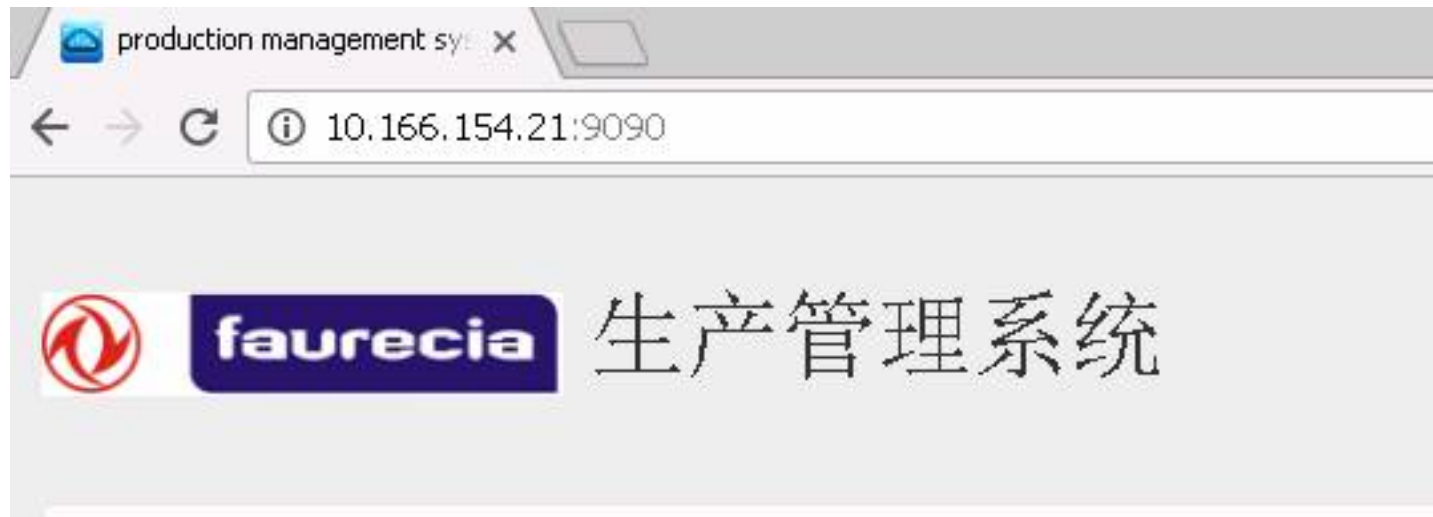 production management sy
10.166.154.21:9090
faurecia 生产管理系统